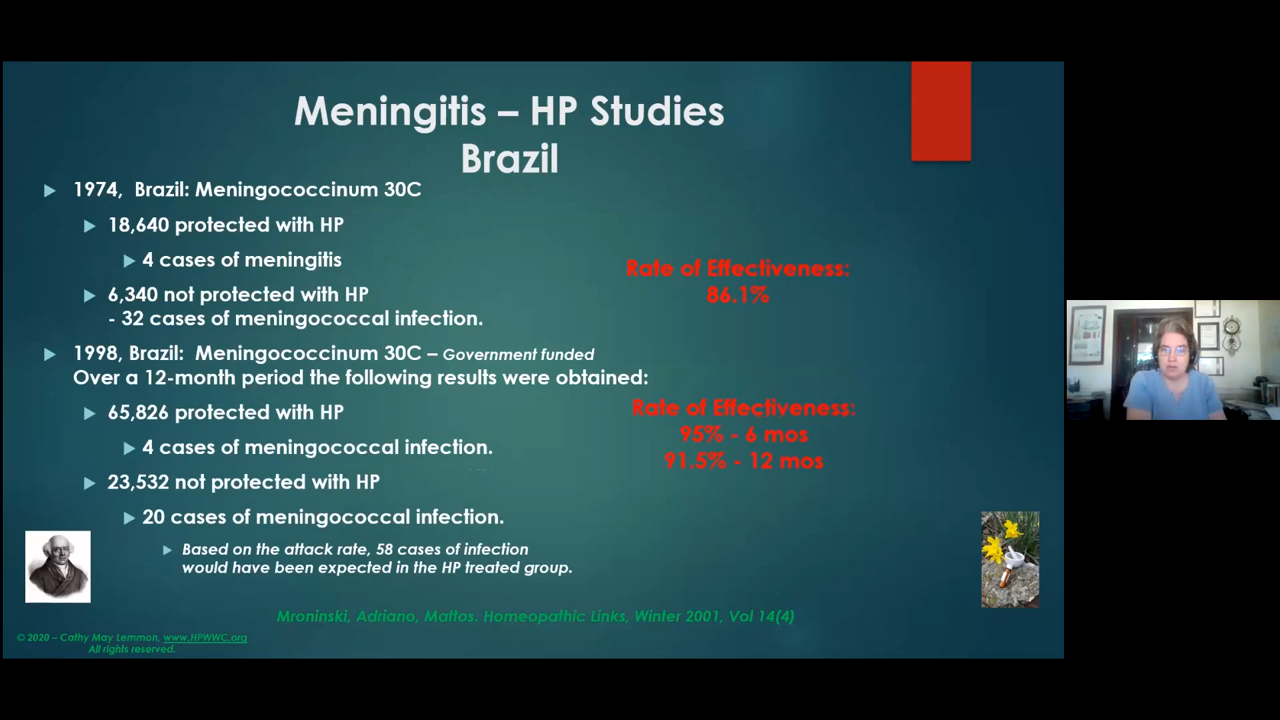 Meningitis – HP Studies
Brazil
1974, Brazil: Meningococcinum 30C
18,640 protected with HP
4 cases of meningitis
6,340 not protected with HP
- 32 cases of meningococcal infection.
Rate of Effectiveness:
86.1%
1998, Brazil: Meningococcinum 30C – Government funded
Over a 12-month period the following results were obtained:
65,826 protected with HP
4 cases of meningococcal infection.
23,532 not protected with HP
20 cases of meningococcal infection.
Based on the attack rate, 58 cases of infection
would have been expected in the HP treated group.
Rate of Effectiveness:
95% - 6 mos
91.5% - 12 mos
Mroninski, Adriano, Mattos. Homeopathic Links, Winter 2001, Vol 14(4)
© 2020 – Cathy May Lemmon, www.HPWWC.org
All rights reserved.